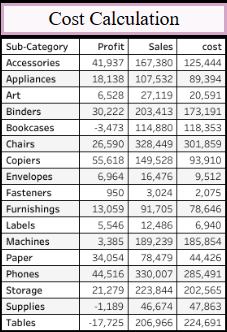 Cost Calculation
Sub-Category Profit Sales cost
Accessories 41,937 167,380 125,444
Appliances 18,138 107,532 89,394
Art 6,528 27,119 20,591
Binders 30,222 203,413 173,191
Bookcases -3,473 114,880 118,353
Chairs 26,590 328,449 301,859
Copiers 55,618 149,528 93,910
Envelopes 6,964 16,476 9,512
Fasteners 950 3,024 2,075
Furnishings 13,059 91,705 78,646
Labels 5,546 12,486 6,940
Machines 3,385 189,239 185,854
Paper 34,054 78,479 44,426
Phones 44,516 330,007 285,491
Storage 21,279 223,844 202,565
Supplies -1,189 46,674 47,863
Tables -17,725 206,966 224,691